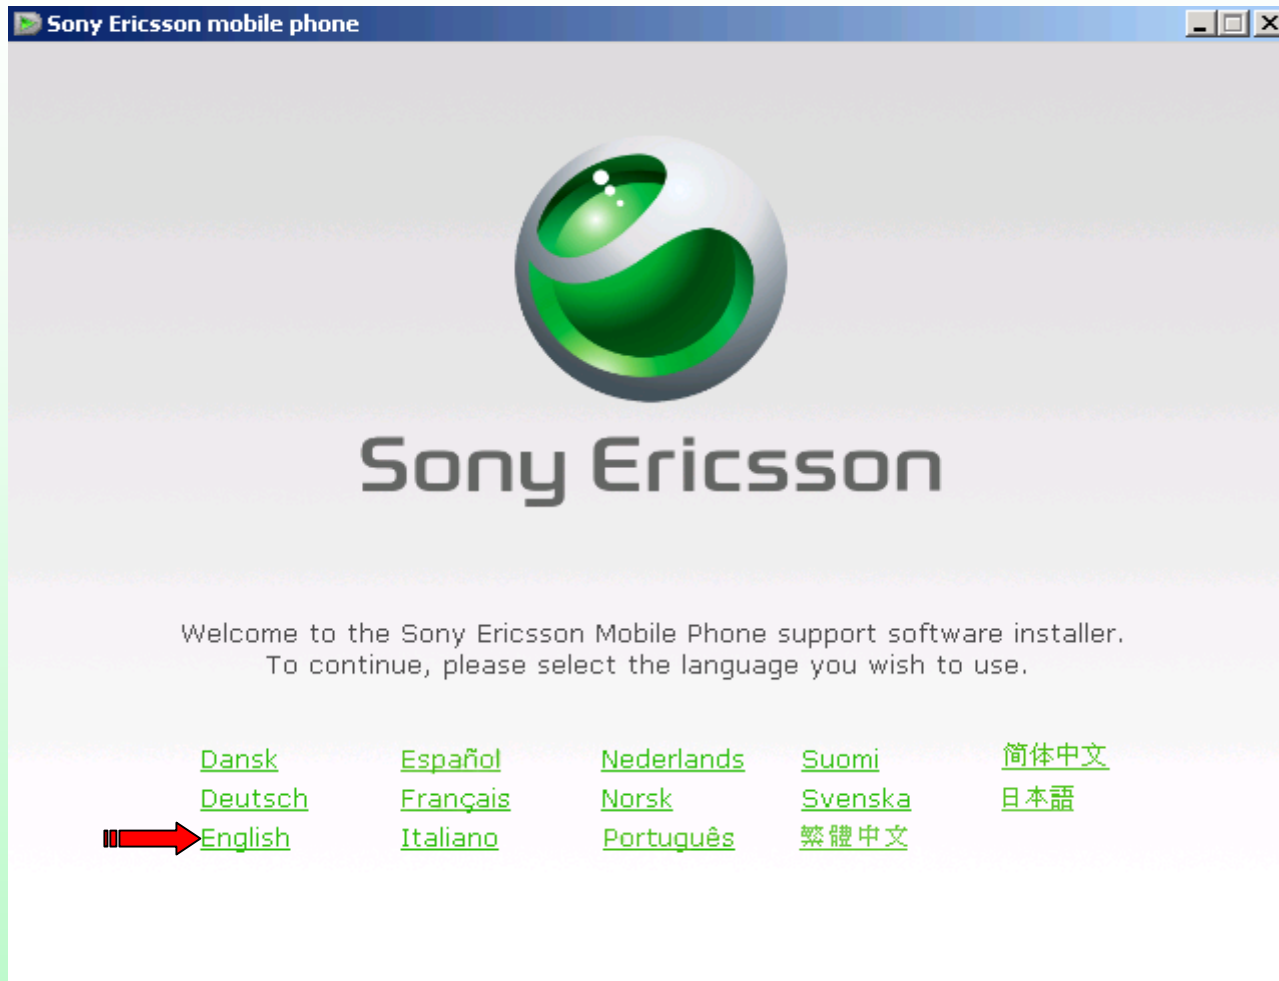 Sony Ericsson mobile phone
Sony Ericsson
Welcome to the Sony Ericsson Mobile Phone support software installer.
To continue, please select the language you wish to use.
Dansk Español Nederlands Suomi 简体中文
Deutsch Français Norsk Svenska 日本語
English Italiano Português 繁體中文